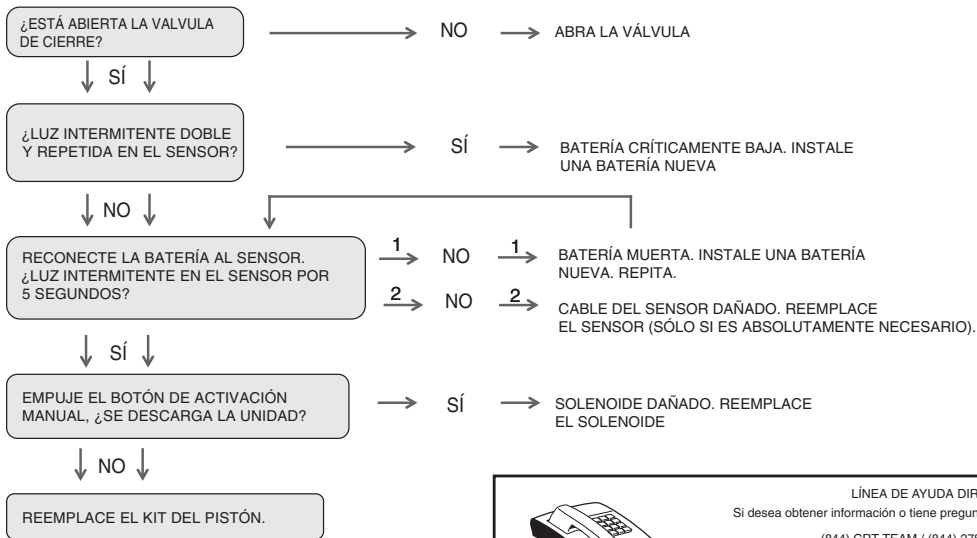 ¿ESTÁ ABIERTA LA VALVULA
DE CIERRE?
NO
ABRA LA VÁLVULA
SÍ
¿LUZ INTERMITENTE DOBLE
Y REPETIDA EN EL SENSOR?
SÍ
BATERÍA CRÍTICAMENTE BAJA. INSTALE
UNA BATERÍA NUEVA
NO
RECONECTE LA BATERÍA AL SENSOR.
¿LUZ INTERMITENTE EN EL SENSOR POR
5 SEGUNDOS?
1 NO 1
BATERÍA MUERTA. INSTALE UNA BATERÍA
NUEVA. REPITA.
2 NO 2
CABLE DEL SENSOR DAÑADO. REEMPLACE
EL SENSOR (SÓLO SI ES ABSOLUTAMENTE NECESARIO).
SÍ
EMPUJE EL BOTÓN DE ACTIVACIÓN
MANUAL, ¿SE DESCARGA LA UNIDAD?
SÍ
SOLENOIDE DAÑADO. REEMPLACE
EL SOLENOIDE
NO
REEMPLACE EL KIT DEL PISTÓN.
LÍNEA DE AYUDA
Si desea obtener información o tiene